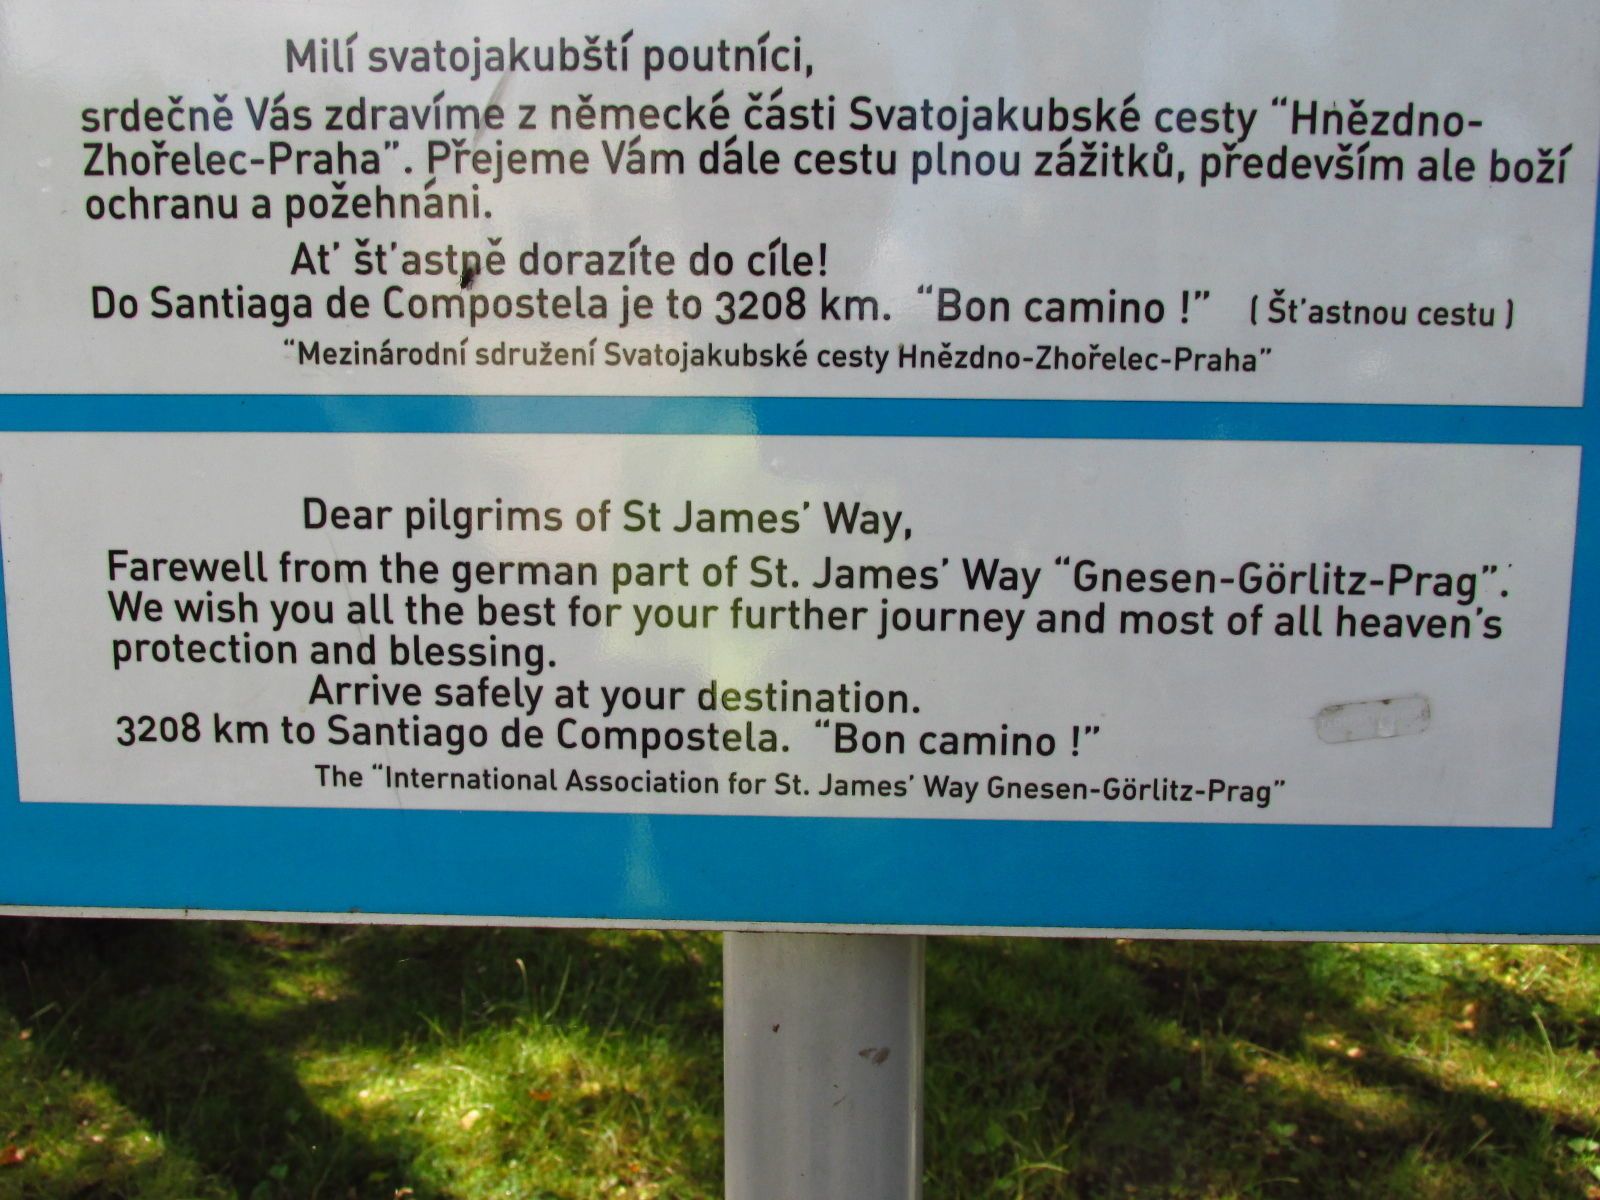 Milí svatojakubští poutníci,
srdečně Vás zdravíme z německé části Svatojakubské cesty “Hnězdno-
Zhořelec-Praha”. Přejeme Vám dále cestu plnou zážitků, především ale boží
ochranu a požehnáni.
Ať šťastně dorazíte do cíle!
Do Santiaga de Compostela je to 3208 km. “Bon camino !” ( Šťastnou cestu )
“Mezinárodní sdružení Svatojakubské cesty Hnězdno-Zhořelec-Praha”
Dear pilgrims of St James’ Way,
Farewell from the german part of St. James’ Way “Gnesen-Görlitz-Prag”.
We wish you all the best for your further journey and most of all heaven’s
protection and blessing.
Arrive safely at your destination.
3208 km to Santiago de Compostela. “Bon camino !”
The “International Association for St. James’ Way Gnesen-Görlitz-Prag”